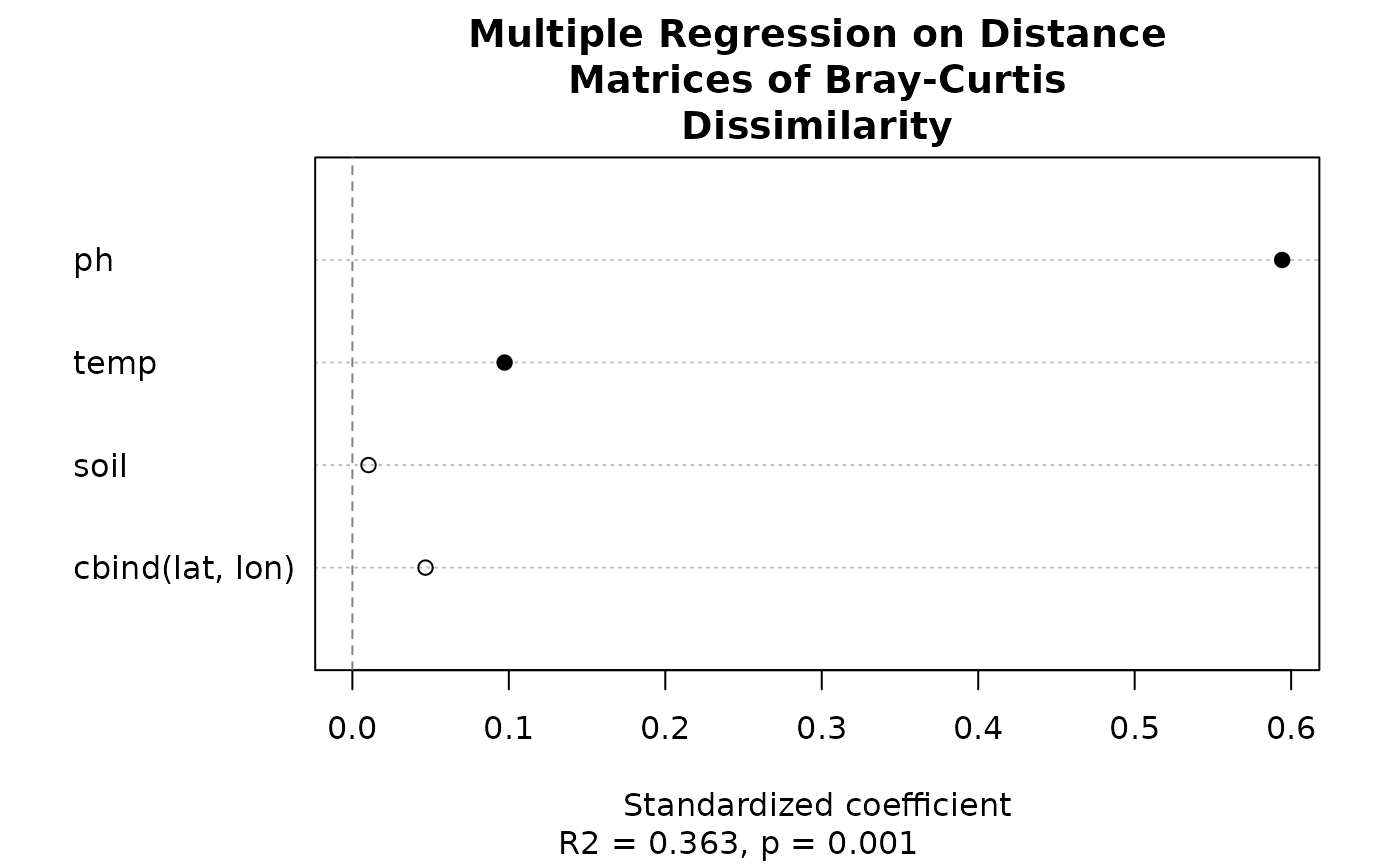 Multiple Regression on Distance
Matrices of Bray-Curtis
Dissimilarity
ph
temp
soil
cbind(lat, lon)
0.0 0.1 0.2 0.3 0.4 0.5 0.6
Standardized coefficient
R2 = 0.363, p = 0.001